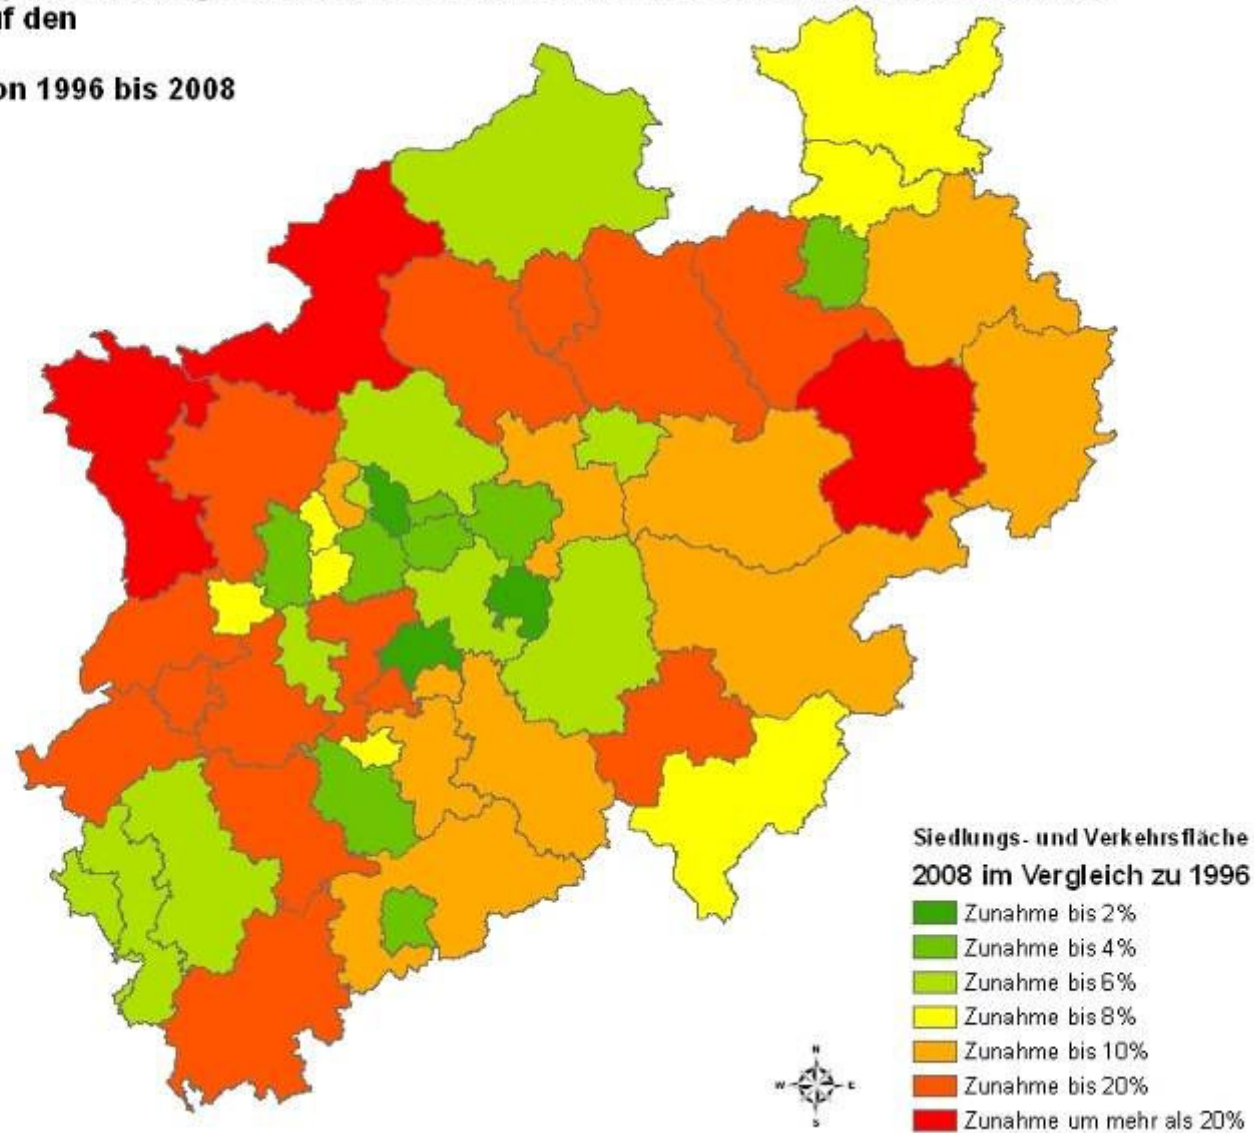 uf den
on 1996 bis 2008
Siedlungs- und Verkehrsfläche
2008 im Vergleich zu 1996
Zunahme bis 2%
Zunahme bis 4%
Zunahme bis 6%
Zunahme bis 8%
Zunahme bis 10%
Zunahme bis 20%
Zunahme um mehr als 20%
N
W E
S